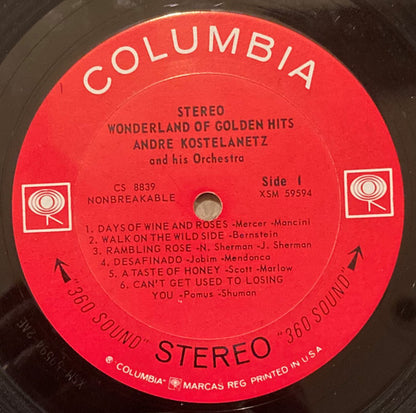 COLUMBIA
STEREO
WONDERLAND OF GOLDEN HITS
ANDRE KOSTELANETZ
and his Orchestra
CS 8839
NONBREAKABLE
Side 1
XSM 59594
1. DAYS OF WINE AND ROSES -Mercer -Mancini
2. WALK ON THE WILD SIDE -Bernstein
3. RAMBLING ROSE -N. Sherman -J. Sherman
4. DESAFINADO -Jobim -Mendonca
5. A TASTE OF HONEY -Scott -Marlow
6. CAN'T GET USED TO LOSING
YOU -Pomus -Shuman
"360 SOUND" STEREO "360 SOUND"
® "COLUMBIA" MARCAS REG. PRINTED IN U.S.A.